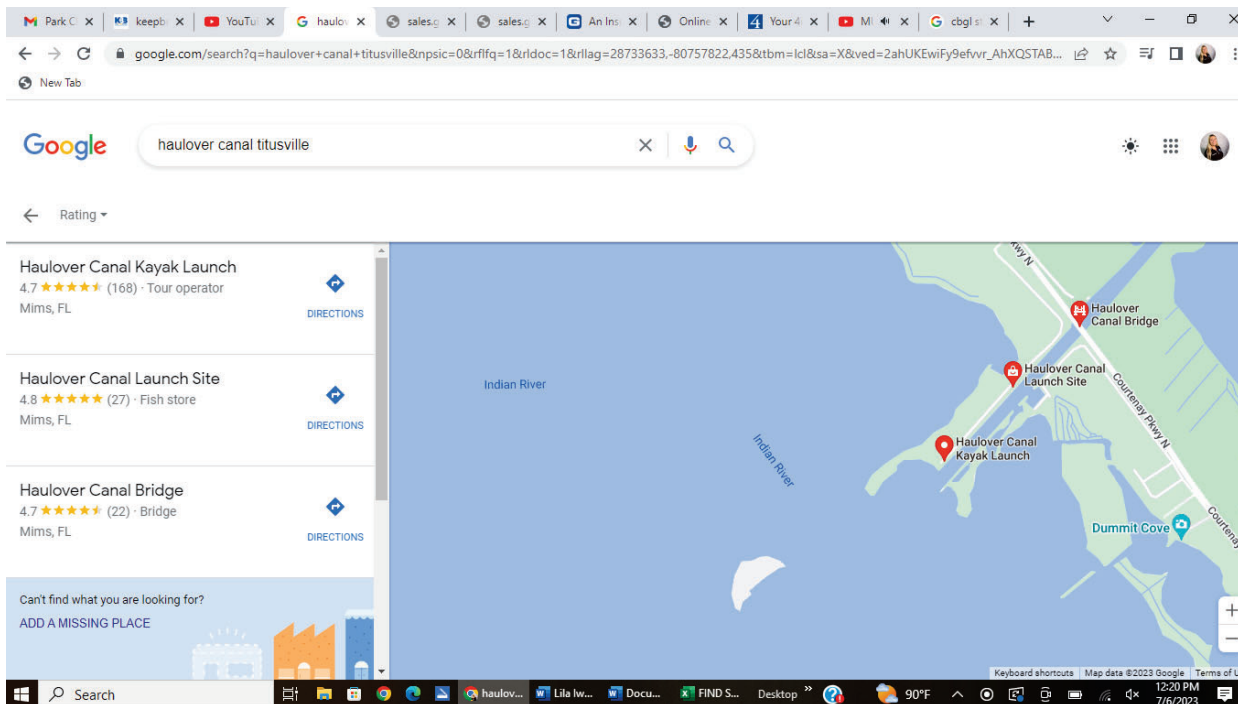 Park C
keepb
YouTu
haulov
sales.g
sales.g
An Ins
Online
Your 4
MI
cbgl st
google.com/search?q=haulover+canal+titusville&npsic=0&rflfq=1&rldoc=1&rllag=28733633,-80757822,435&tbm=lcl&sa=X&ved=2ahUKEwiFy9efvvr_AhXQSTAB...
New Tab
Google
haulover canal titusville
Rating
Haulover Canal Kayak Launch
4.7 (168) · Tour operator
Mims, FL
DIRECTIONS
Haulover Canal Launch Site
4.8 (27) · Fish store
Mims, FL
DIRECTIONS
Haulover Canal Bridge
4.7 (22) · Bridge
Mims, FL
DIRECTIONS
Can't find what you are looking for?
ADD A MISSING PLACE
Indian River
Indian River
Haulover
Canal Bridge
Haulover Canal
Launch Site
Courtenay Pkwy N
Haulover Canal
Kayak Launch
Dummit Cove
Keyboard shortcuts Map data ©2023 Google Terms of U
Search
haulov...
Lila Iw...
Docu...
FIND S...
Desktop
90°F
12:20 PM
7/6/2023